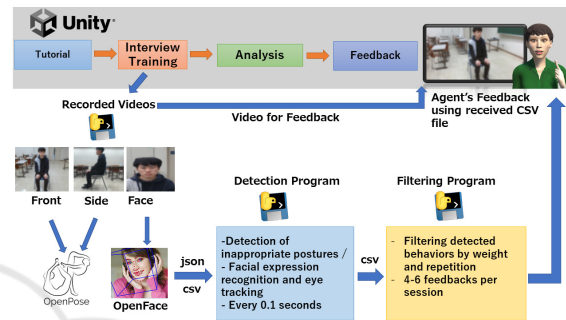 Unity
Tutorial
Interview
Training
Analysis
Feedback
Recorded Videos
Video for Feedback
Agent's Feedback
using received CSV
file
Front
Side
Face
Detection Program
Filtering Program
OpenPose
OpenFace
json
csv
-Detection of
inappropriate postures /
- Facial expression
recognition and eye
tracking
- Every 0.1 seconds
csv
- Filtering detected
behaviors by weight
and repetition
- 4-6 feedbacks per
session